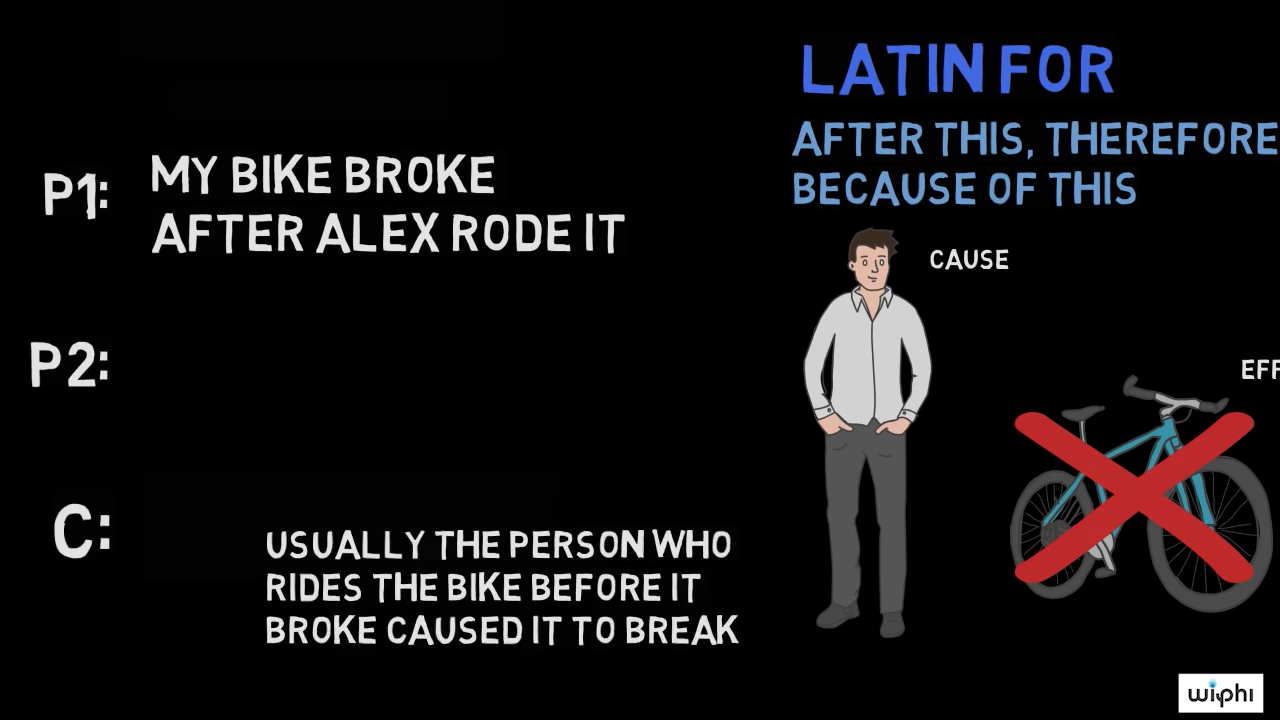 LATIN FOR
AFTER THIS, THEREFORE
BECAUSE OF THIS
P1:
MY BIKE BROKE
AFTER ALEX RODE IT
CAUSE
P2:
EFF
C:
USUALLY THE PERSON WHO
RIDES THE BIKE BEFORE IT
BROKE CAUSED IT TO BREAK
wiphi